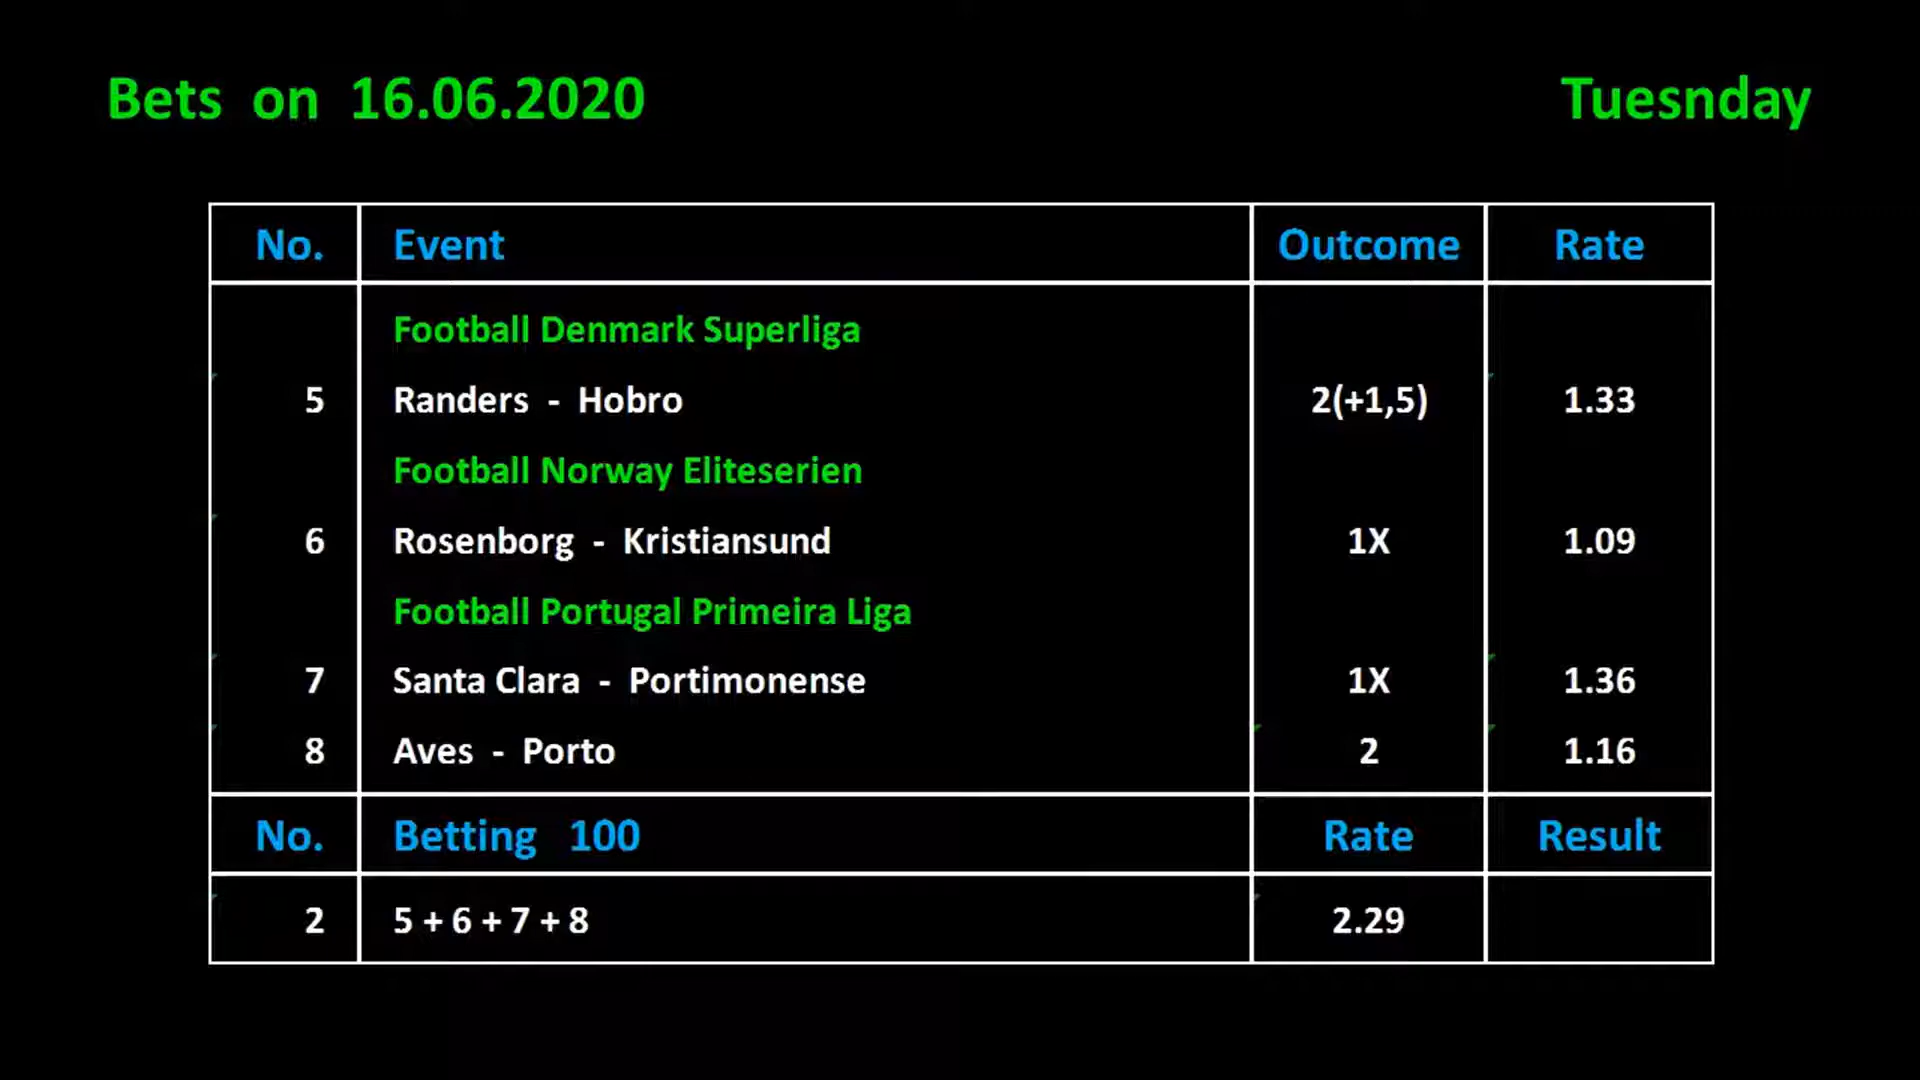 Bets on 16.06.2020 Tuesnday
No. Event Outcome Rate
Football Denmark Superliga
5 Randers - Hobro 2(+1,5) 1.33
Football Norway Eliteserien
6 Rosenborg - Kristiansund 1X 1.09
Football Portugal Primeira Liga
7 Santa Clara - Portimonense 1X 1.36
8 Aves - Porto 2 1.16
No. Betting 100 Rate Result
2 5 + 6 + 7 + 8 2.29